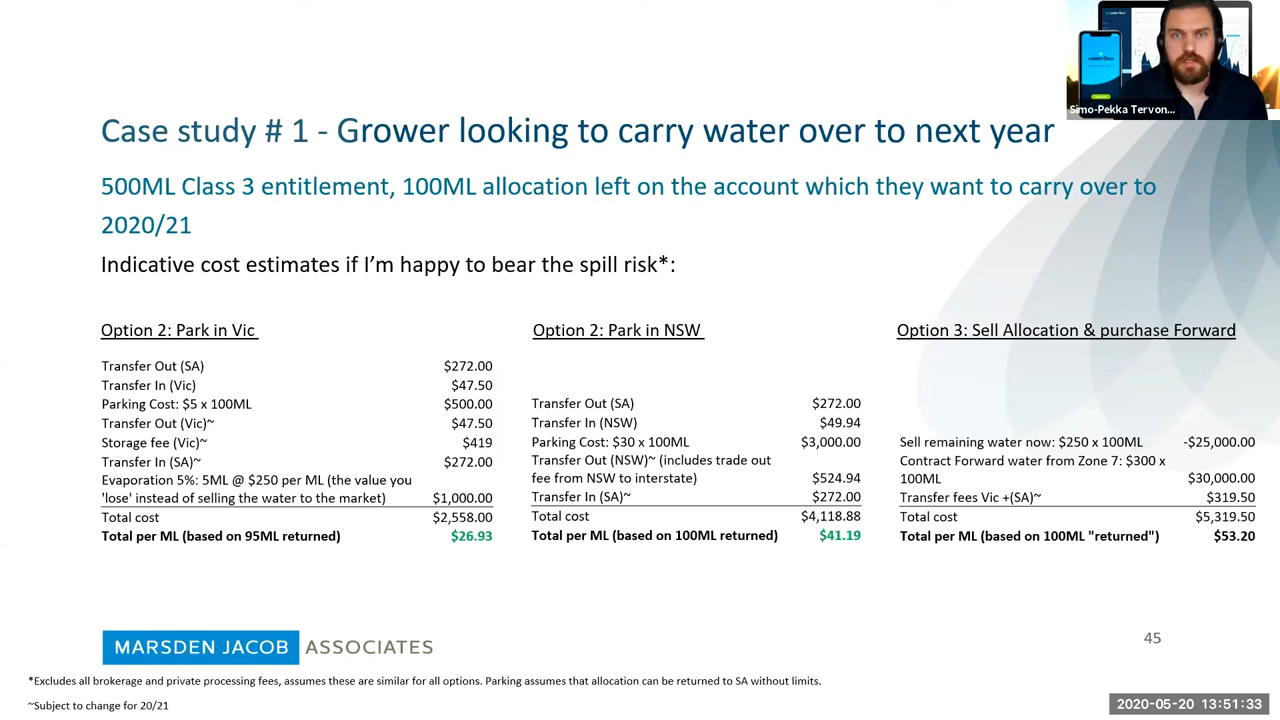 Simo-Pekka Tervon...
Case study # 1 - Grower looking to carry water over to next year
500ML Class 3 entitlement, 100ML allocation left on the account which they want to carry over to
2020/21
Indicative cost estimates if I'm happy to bear the spill risk*:
Option 2: Park in Vic
Transfer Out (SA) $272.00
Transfer In (Vic) $47.50
Parking Cost: $5 x 100ML $500.00
Transfer Out (Vic)~ $47.50
Storage fee (Vic)~ $419
Transfer In (SA)~ $272.00
Evaporation 5%: 5ML @ $250 per ML (the value you
'lose' instead of selling the water to the market) $1,000.00
Total cost $2,558.00
Total per ML (based on 95ML returned) $26.93
Option 2: Park in NSW
Transfer Out (SA) $272.00
Transfer In (NSW) $49.94
Parking Cost: $30 x 100ML $3,000.00
Transfer Out (NSW)~ (includes trade out
fee from NSW to interstate) $524.94
Transfer In (SA)~ $272.00
Total cost $4,118.88
Total per ML (based on 100ML returned) $41.19
Option 3: Sell Allocation & purchase Forward
Sell remaining water now: $250 x 100ML -$25,000.00
Contract Forward water from Zone 7: $300 x
100ML $30,000.00
Transfer fees Vic +(SA)~ $319.50
Total cost $5,319.50
Total per ML (based on 100ML "returned") $53.20
MARSDEN JACOB ASSOCIATES
45
*Excludes all brokerage and private processing fees, assumes these are similar for all options. Parking assumes that allocation can be returned to SA without limits.
~Subject to change for 20/21
2020-05-20 13:51:33